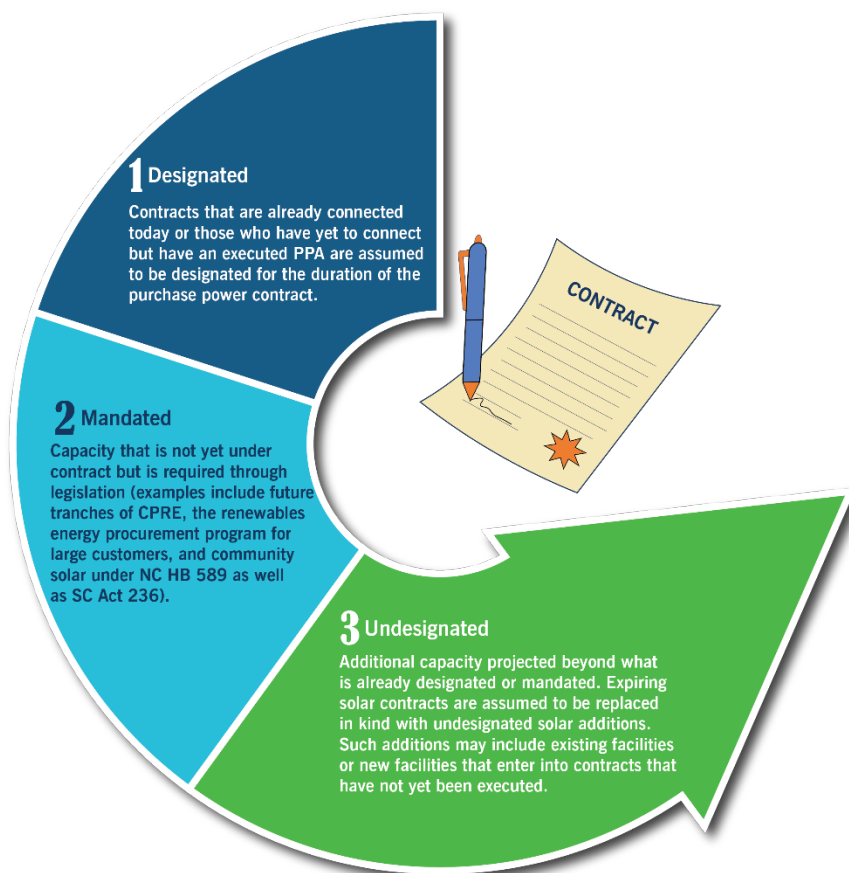 1 Designated
Contracts that are already connected
today or those who have yet to connect
but have an executed PPA are assumed
to be designated for the duration of the
purchase power contract.
CONTRACT
2 Mandated
Capacity that is not yet under
contract but is required through
legislation (examples include future
tranches of CPRE, the renewables
energy procurement program for
large customers, and community
solar under NC HB 589 as well
as SC Act 236).
3 Undesignated
Additional capacity projected beyond what
is already designated or mandated. Expiring
solar contracts are assumed to be replaced
in kind with undesignated solar additions.
Such additions may include existing facilities
or new facilities that enter into contracts that
have not yet been executed.